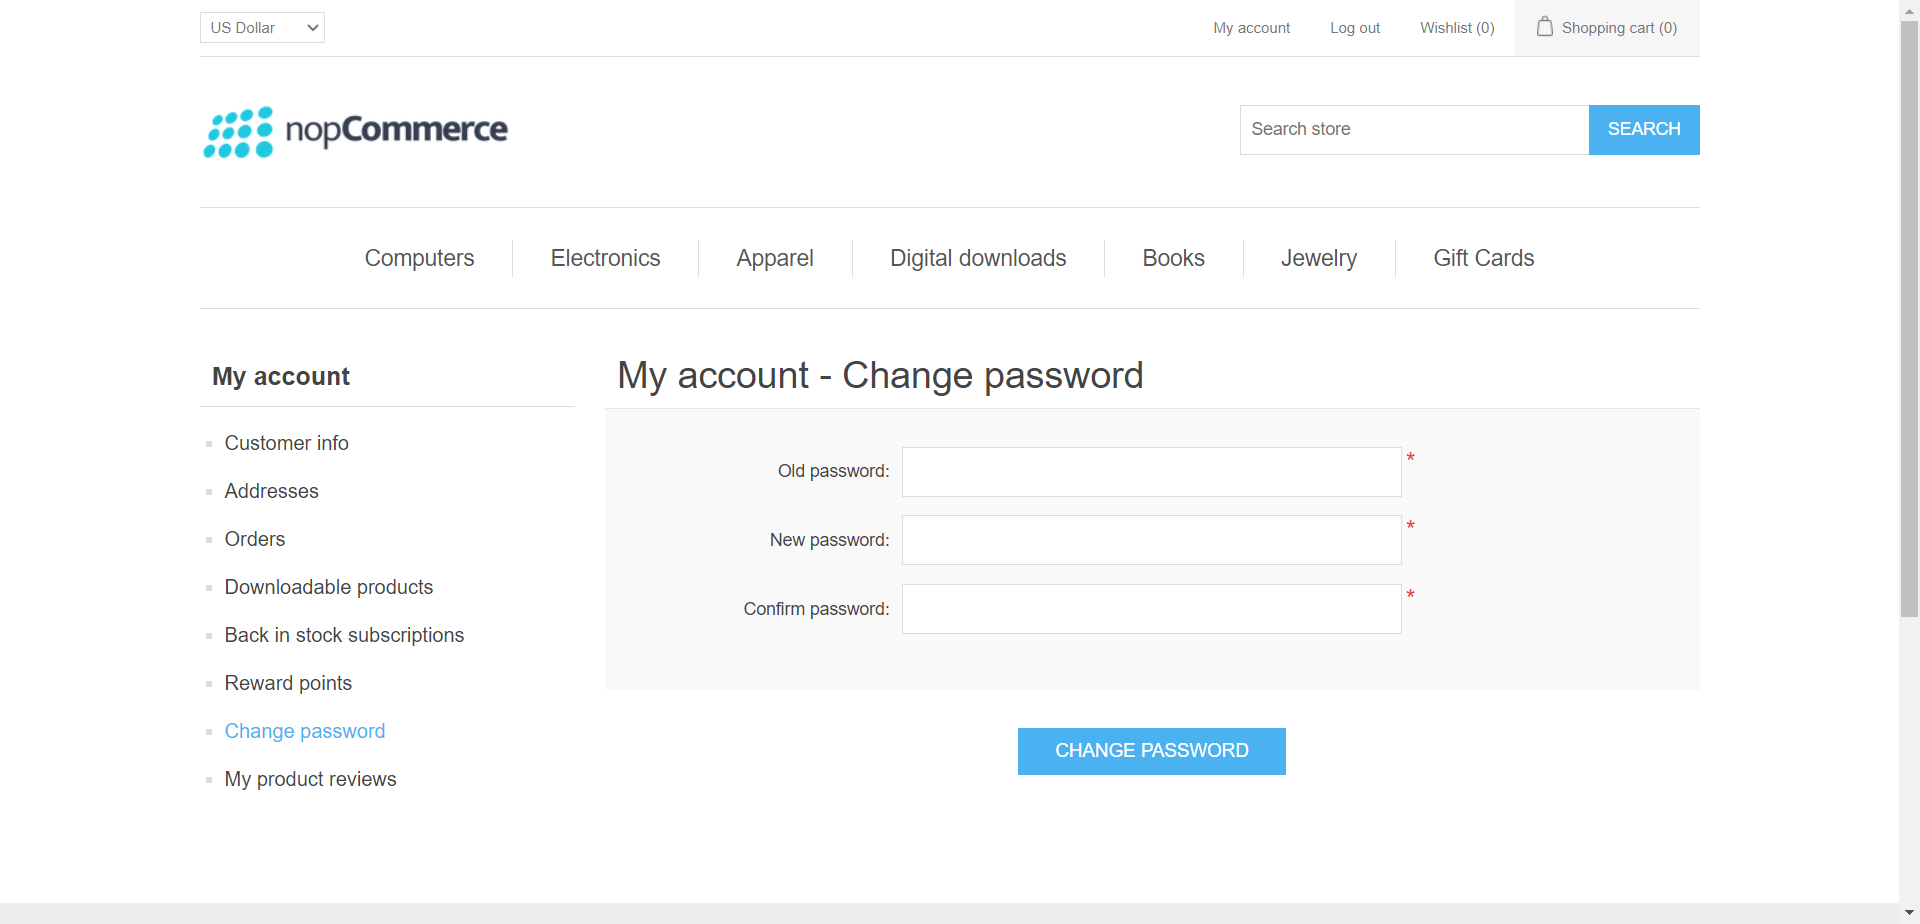 US Dollar
My account
Log out
Wishlist (0)
Shopping cart (0)
nopCommerce
Search store
SEARCH
Computers
Electronics
Apparel
Digital downloads
Books
Jewelry
Gift Cards
My account
Customer info
Addresses
Orders
Downloadable products
Back in stock subscriptions
Reward points
Change password
My product reviews
My account - Change password
Old password: *
New password: *
Confirm password: *
CHANGE PASSWORD